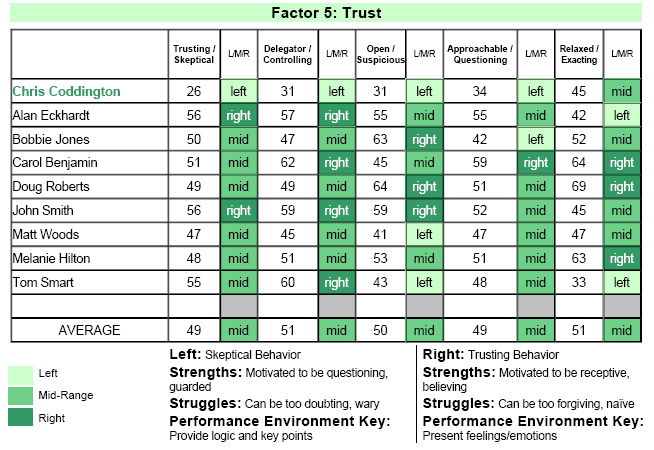 Factor 5: Trust
Trusting / Skeptical L/M/R Delegator / Controlling L/M/R Open / Suspicious L/M/R Approachable / Questioning L/M/R Relaxed / Exacting L/M/R
Chris Coddington 26 left 31 left 31 left 34 left 45 mid
Alan Eckhardt 56 right 57 right 55 mid 55 mid 42 left
Bobbie Jones 50 mid 47 mid 63 right 42 left 52 mid
Carol Benjamin 51 mid 62 right 45 mid 59 right 64 right
Doug Roberts 49 mid 49 mid 64 right 51 mid 69 right
John Smith 56 right 59 right 59 right 52 mid 45 mid
Matt Woods 47 mid 45 mid 41 left 47 mid 47 mid
Melanie Hilton 48 mid 51 mid 53 mid 51 mid 63 right
Tom Smart 55 mid 60 right 43 left 48 mid 33 left
AVERAGE 49 mid 51 mid 50 mid 49 mid 51 mid
Left
Mid-Range
Right
Left: Skeptical Behavior
Strengths: Motivated to be questioning,
guarded
Struggles: Can be too doubting, wary
Performance Environment Key:
Provide logic and key points
Right: Trusting Behavior
Strengths: Motivated to be receptive,
believing
Struggles: Can be too forgiving, naïve
Performance Environment Key:
Present feelings/emotions